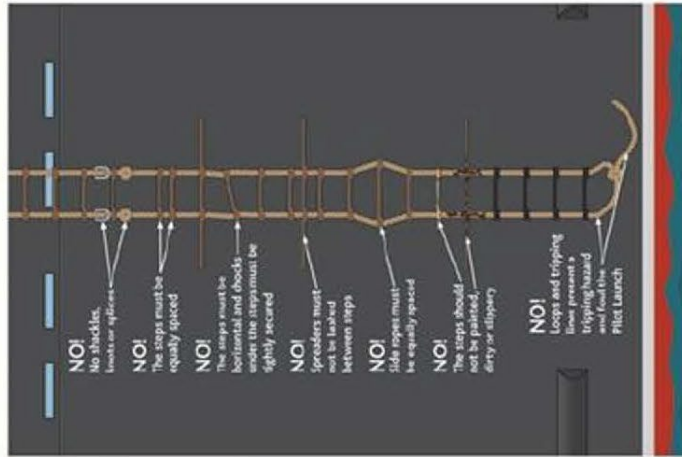 NO!
No shackles,
knots or splices
NO!
The steps must be
equally spaced
NO!
The steps must be
horizontal and chocks
under the steps must be
tightly secured
NO!
Spreaders must
not be lashed
between steps
NO!
Side ropes must
be equally spaced
NO!
The steps should
not be painted,
dirty or slippery
NO!
Loops and tripping
lines present a
tripping hazard
and foul the
Pilot Launch